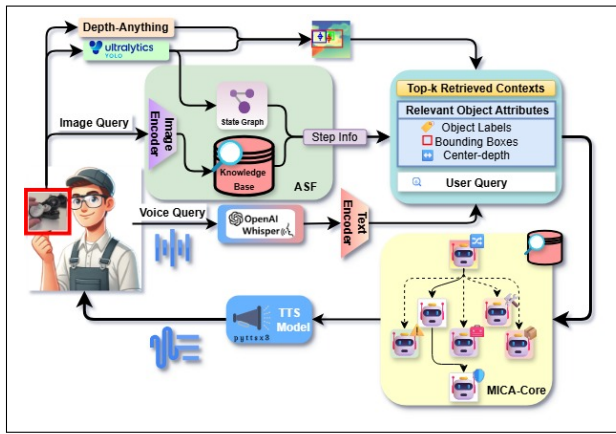 Depth-Anything
ultralytics
YOLO
Image Query
Image Encoder
State Graph
Knowledge
Base
Step Info
ASF
Top-k Retrieved Contexts
Relevant Object Attributes
Object Labels
Bounding Boxes
Center-depth
User Query
Voice Query
OpenAI
Whisper
Text
Encoder
TTS
Model
pyttsx3
MICA-Core